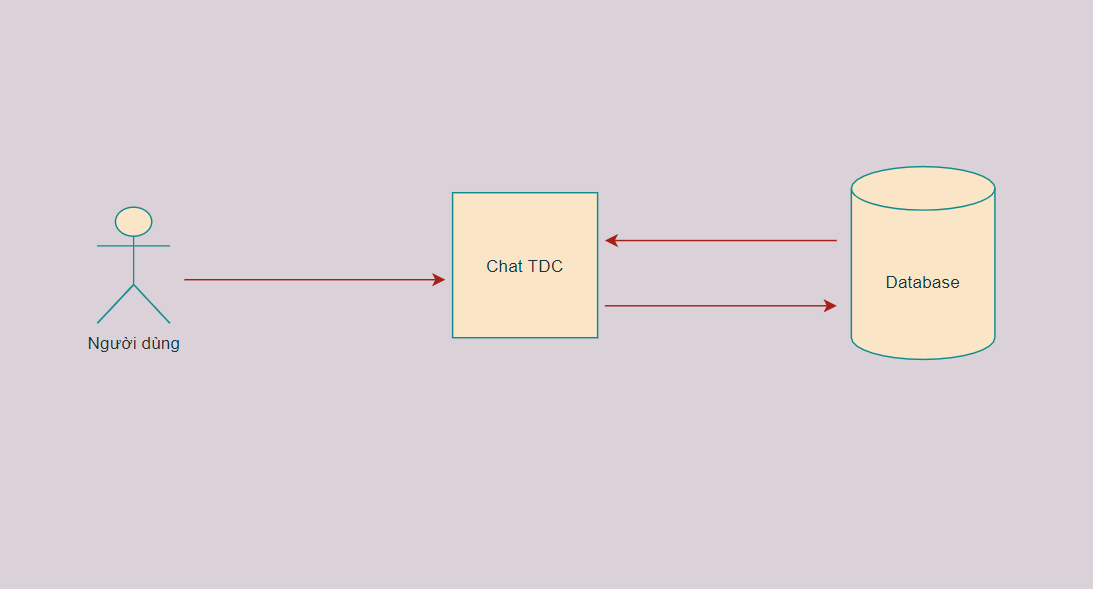 Chat TDC
Database
Người dùng